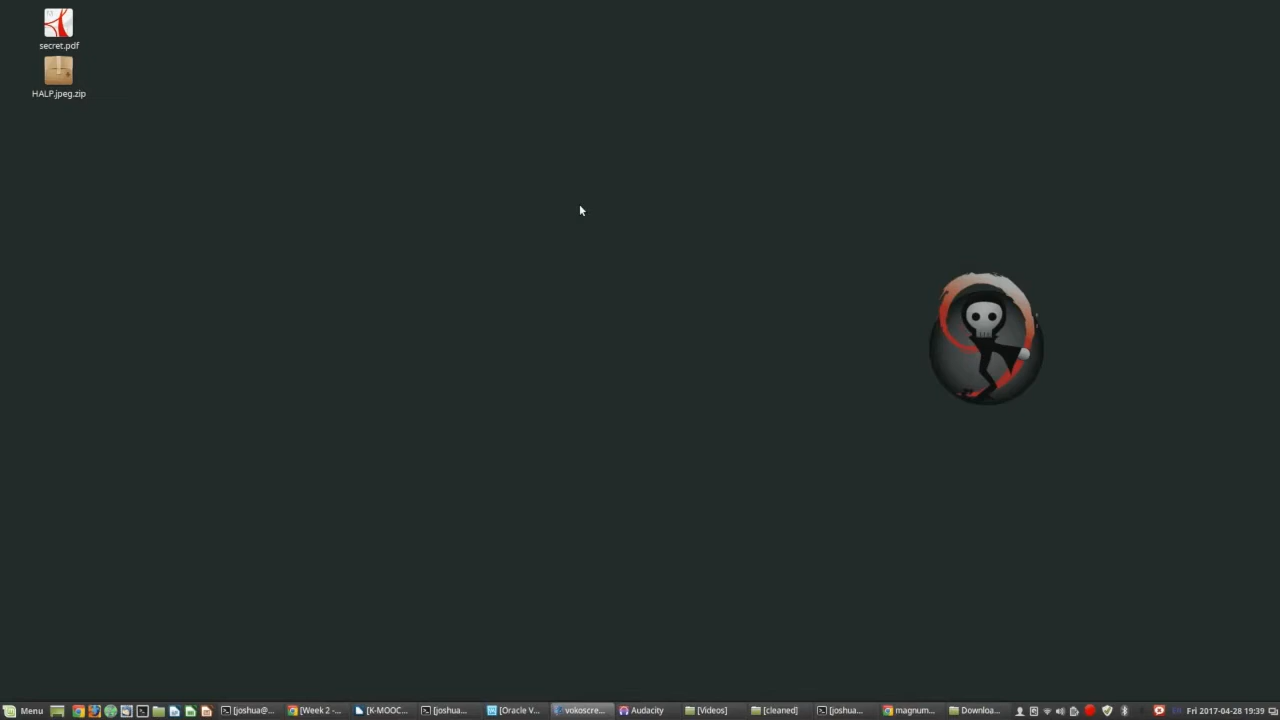 secret.pdf
HALP.jpeg.zip
Menu [joshua@... [Week 2 -... [K-MOOC... [joshua... [Oracle V... vokoscre... Audacity [Videos] [cleaned] [joshua... magnum... Downloa... Fri 2017-04-28 19:39